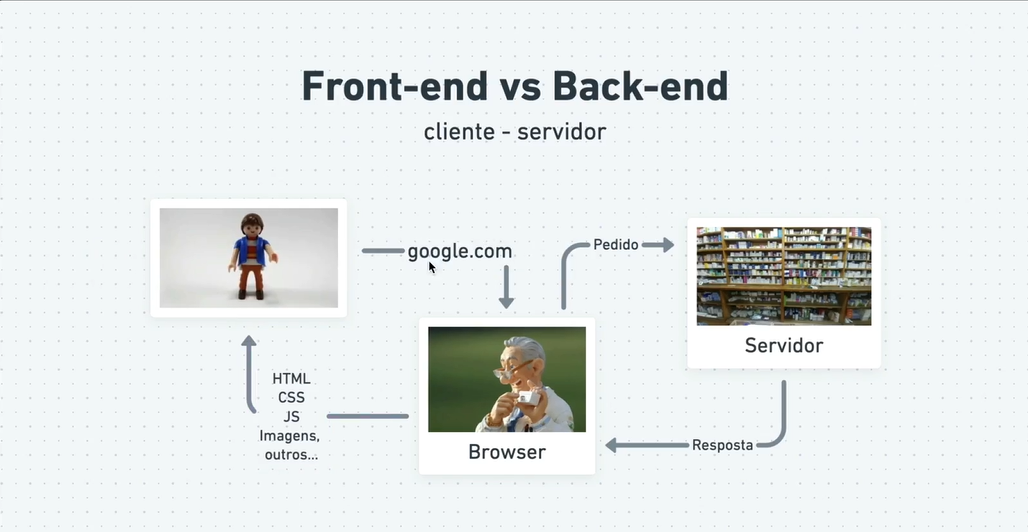 Front-end vs Back-end
cliente - servidor
google.com
Pedido
Servidor
HTML
CSS
JS
Imagens,
outros...
Browser
Resposta